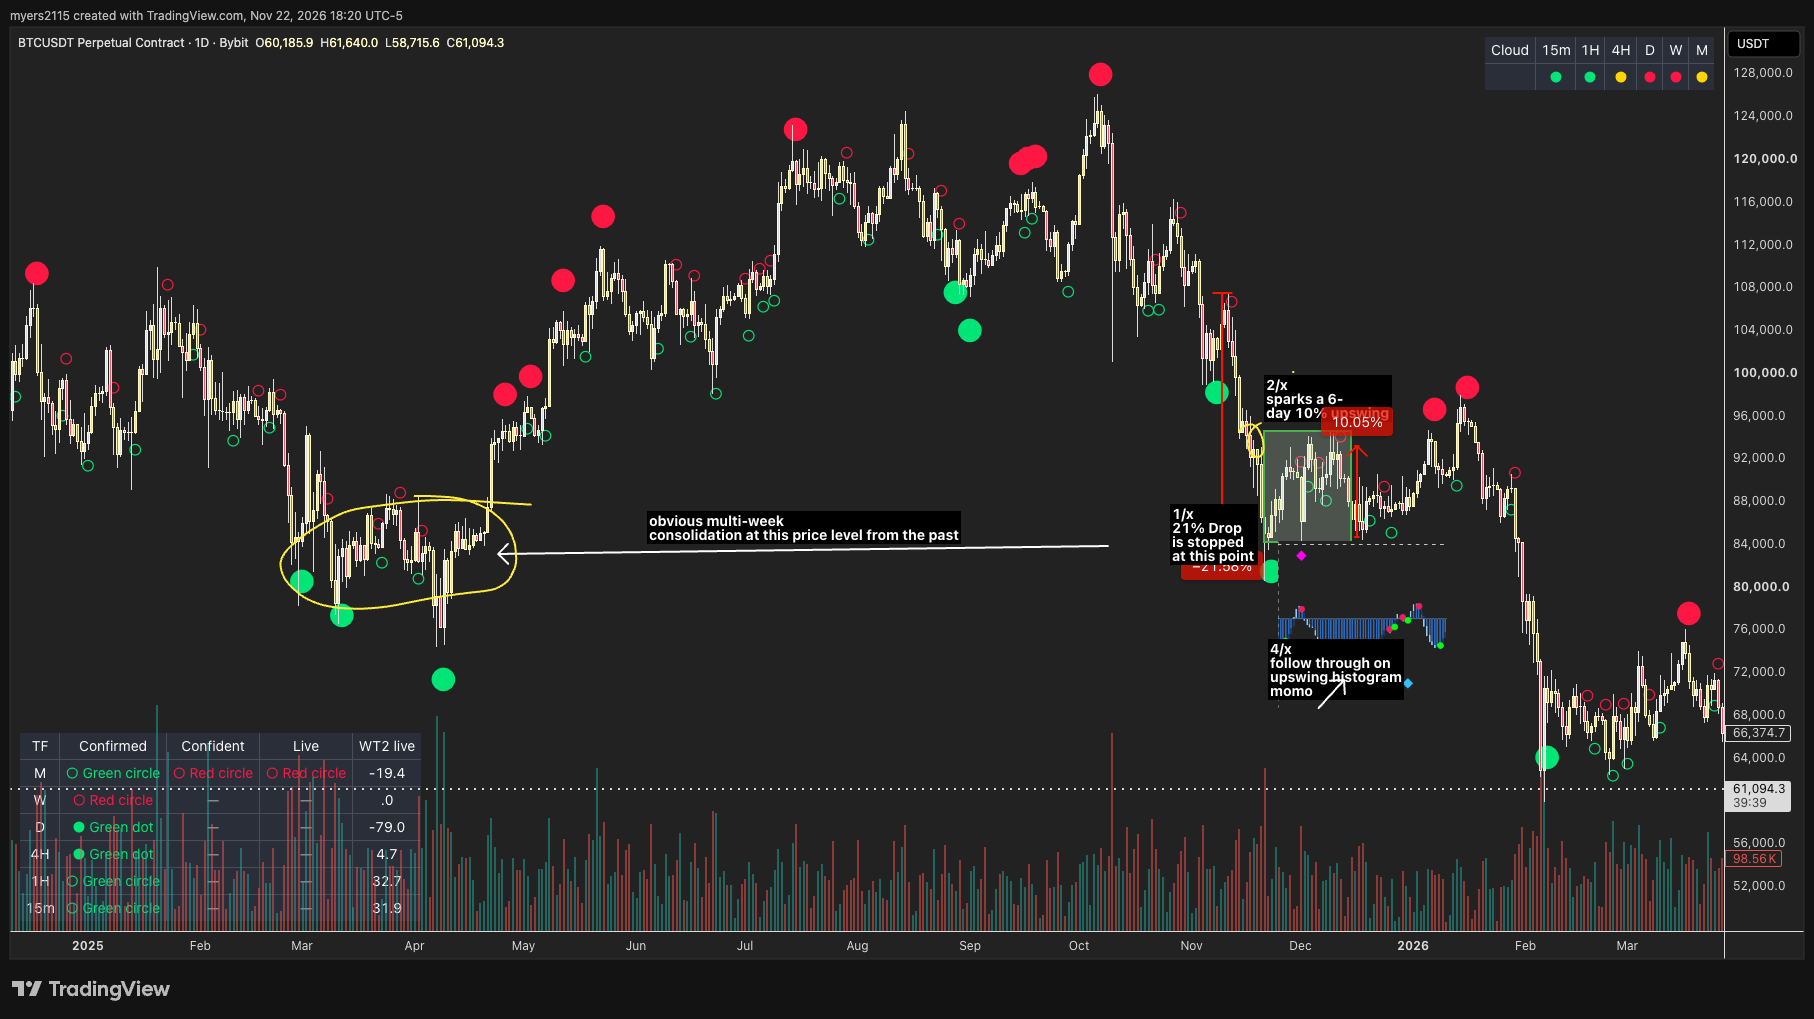 myers2115 created with TradingView.com, Nov 22, 2026 18:20 UTC-5
BTCUSDT Perpetual Contract · 1D · Bybit O60,185.9 H61,640.0 L58,715.6 C61,094.3
Cloud 15m 1H 4H D W M
USDT
128,000.0
124,000.0
120,000.0
116,000.0
112,000.0
108,000.0
104,000.0
100,000.0
96,000.0
92,000.0
88,000.0
84,000.0
80,000.0
76,000.0
72,000.0
68,000.0
66,374.7
64,000.0
61,094.3
39:39
56,000.0
98.56K
52,000.0
2/x
sparks a 6-
day 10% upswing
10.05%
obvious multi-week
consolidation at this price level from the past
1/x
21% Drop
is stopped
at this point
−21.58%
4/x
follow through on
upswing histogram
momo
TF Confirmed Confident Live WT2 live
M Green circle Red circle Red circle -19.4
W Red circle — — .0
D Green dot — — -79.0
4H Green dot — — 4.7
1H Green circle — — 32.7
15m Green circle — — 31.9
2025 Feb Mar Apr May Jun Jul Aug Sep Oct Nov Dec 2026 Feb Mar
TradingView